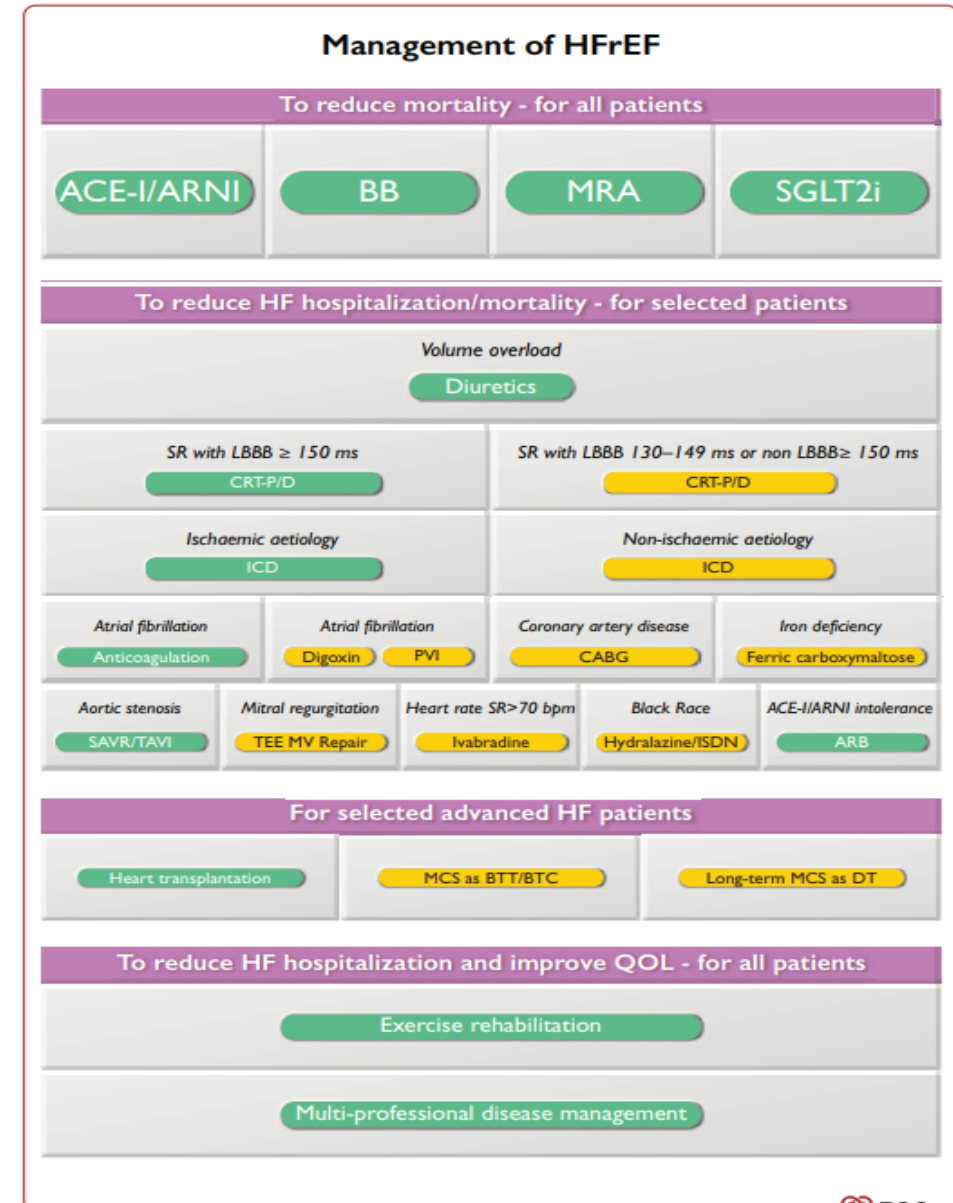 Management of HFrEF
To reduce mortality - for all patients
ACE-I/ARNI BB MRA SGLT2i
To reduce HF hospitalization/mortality - for selected patients
Volume overload
Diuretics
SR with LBBB ≥ 150 ms SR with LBBB 130–149 ms or non LBBB≥ 150 ms
CRT-P/D CRT-P/D
Ischaemic aetiology Non-ischaemic aetiology
ICD ICD
Atrial fibrillation Atrial fibrillation Coronary artery disease Iron deficiency
Anticoagulation Digoxin PVI CABG Ferric carboxymaltose
Aortic stenosis Mitral regurgitation Heart rate SR>70 bpm Black Race ACE-I/ARNI intolerance
SAVR/TAVI TEE MV Repair Ivabradine Hydralazine/ISDN ARB
For selected advanced HF patients
Heart transplantation MCS as BTT/BTC Long-term MCS as DT
To reduce HF hospitalization and improve QOL - for all patients
Exercise rehabilitation
Multi-professional disease management